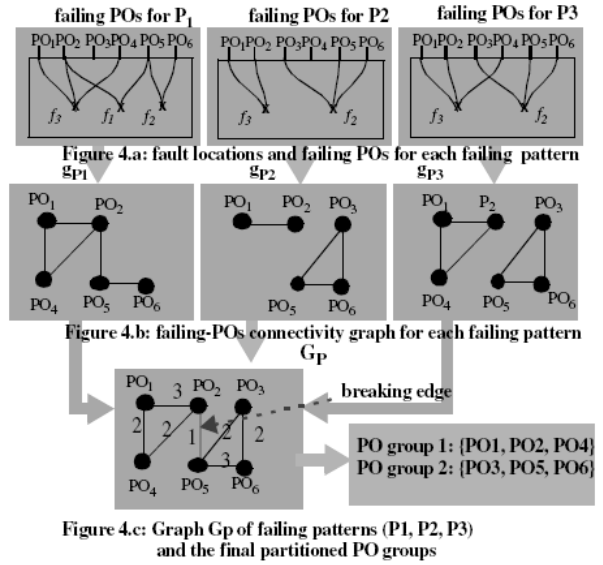 failing POs for P1 failing POs for P2 failing POs for P3
PO1PO2 PO3PO4 PO5 PO6 PO1PO2 PO3PO4 PO5PO6 PO1PO2 PO3PO4 PO5PO6
f3 f1 f2 f3 f2 f3 f2
Figure 4.a: fault locations and failing POs for each failing pattern
gP1 gP2 gP3
PO1 PO2 PO1 PO2 PO3 PO1 P2 PO3
PO4 PO5 PO6 PO5 PO6 PO4 PO5 PO6
Figure 4.b: failing-POs connectivity graph for each failing pattern
GP
breaking edge
PO1 3 PO2 PO3
2 2 1 2 2
3
PO4 PO5 PO6
PO group 1: {PO1, PO2, PO4}
PO group 2: {PO3, PO5, PO6}
Figure 4.c: Graph Gp of failing patterns (P1, P2, P3)
and the final partitioned PO groups